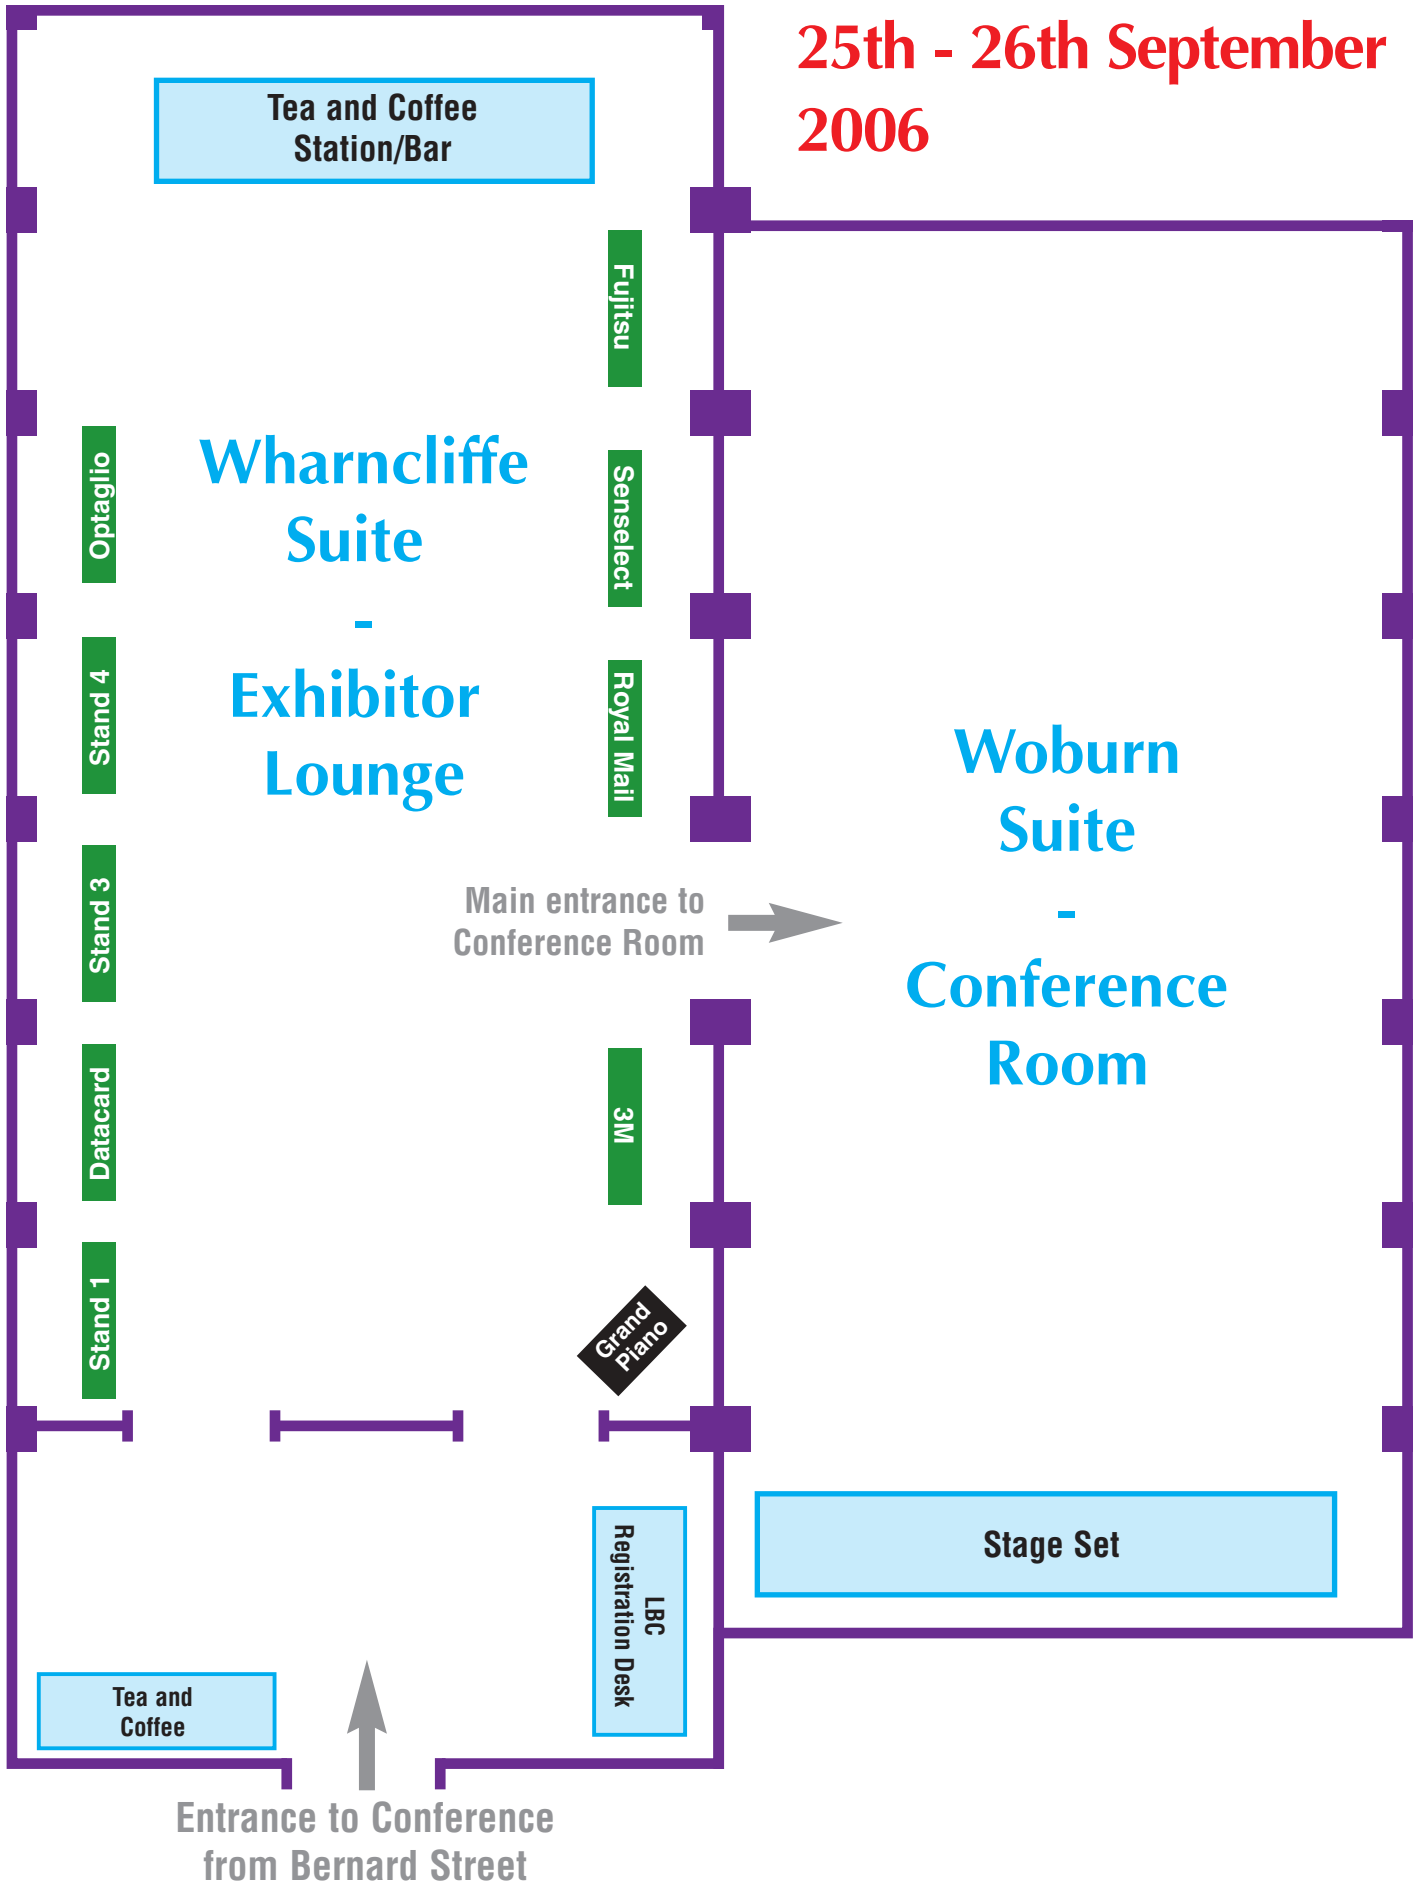 25th - 26th September
2006
Tea and Coffee
Station/Bar
Fujitsu
Optaglio
Wharncliffe
Suite
-
Exhibitor
Lounge
Senselect
Stand 4
Royal Mail
Woburn
Suite
-
Conference
Room
Stand 3
Main entrance to
Conference Room
Datacard
3M
Stand 1
Grand
Piano
LBC
Registration Desk
Stage Set
Tea and
Coffee
Entrance to Conference
from Bernard Street